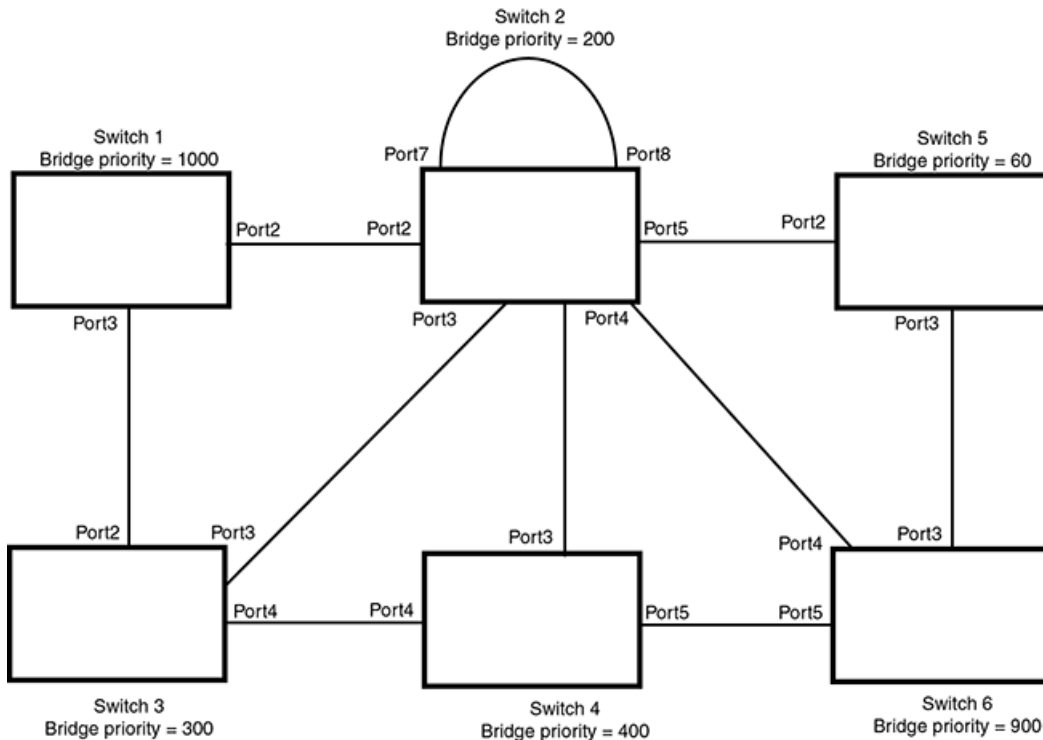 Switch 2
Bridge priority = 200
Switch 1
Bridge priority = 1000
Switch 5
Bridge priority = 60
Port7
Port8
Port2
Port2
Port5
Port2
Port3
Port3
Port4
Port3
Port2
Port3
Port3
Port4
Port3
Port4
Port4
Port5
Port5
Switch 3
Bridge priority = 300
Switch 4
Bridge priority = 400
Switch 6
Bridge priority = 900